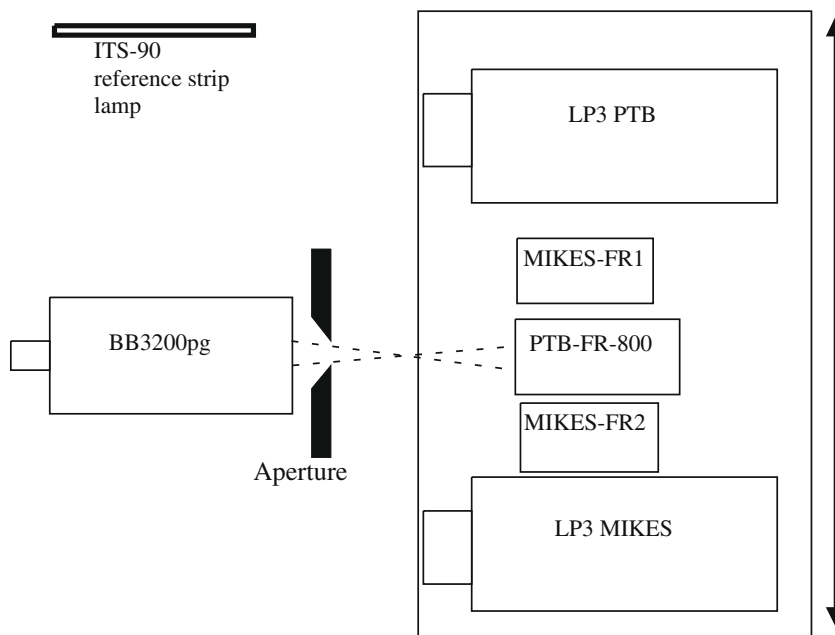 ITS-90
reference strip
lamp
LP3 PTB
MIKES-FR1
BB3200pg
PTB-FR-800
MIKES-FR2
Aperture
LP3 MIKES